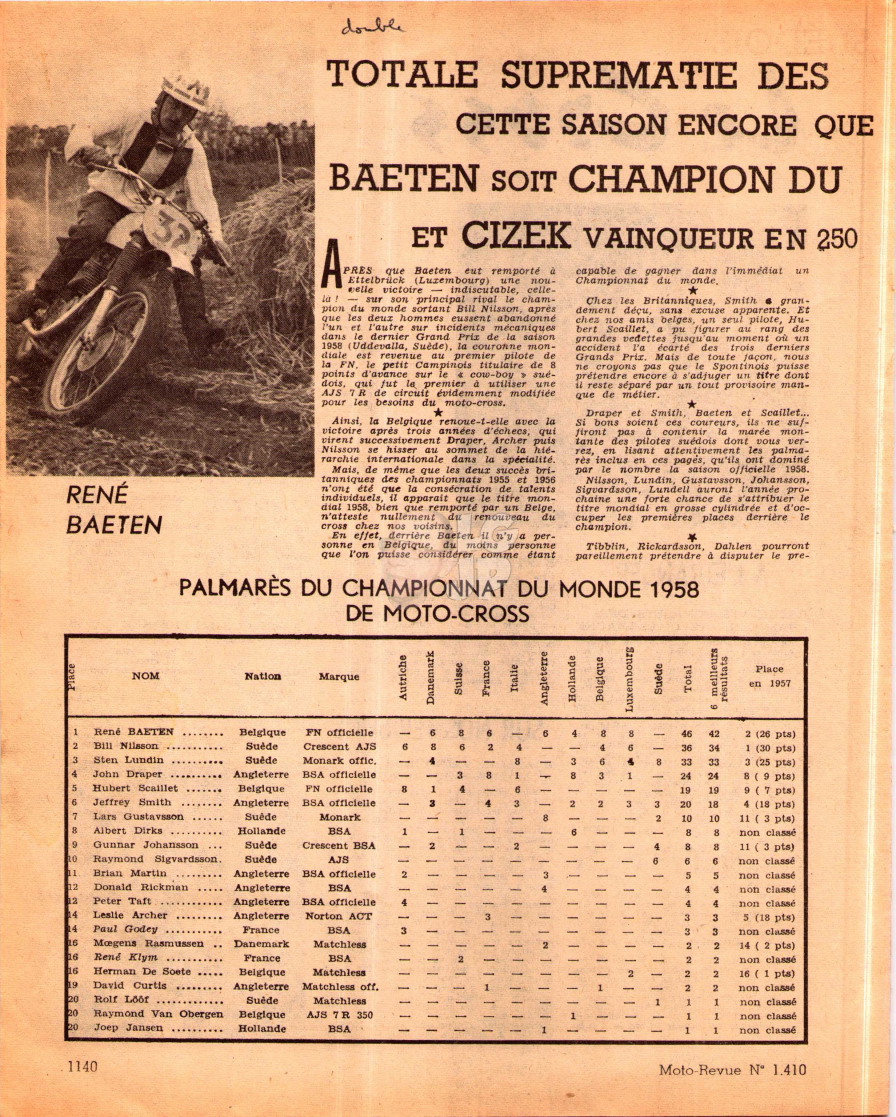 double
TOTALE SUPREMATIE DES
CETTE SAISON ENCORE QUE
BAETEN SOIT CHAMPION DU
ET CIZEK VAINQUEUR EN 250
APRES que Baeten eut remporté à
Ettelbrück (Luxembourg) une nou-
velle victoire — indiscutable, celle-
là ! — sur son principal rival le cham-
pion du monde sortant Bill Nilsson, après
que les deux hommes eussent abandonné
l'un et l'autre sur incidents mécaniques
dans le dernier Grand Prix de la saison
1958 (Uddevalla, Suède), la couronne mon-
diale est revenue au premier pilote de
la FN, le petit Campinois titulaire de 8
points d'avance sur le « cow-boy » sué-
dois, qui fut la premier à utiliser une
AJS 7 R de circuit évidemment modifiée
pour les besoins du moto-cross.
★
Ainsi, la Belgique renoue-t-elle avec la
victoire après trois années d'échecs, qui
virent successivement Draper, Archer puis
Nilsson se hisser au sommet de la hié-
rarchie internationale dans la spécialité.
Mais, de même que les deux succès bri-
tanniques des championnats 1955 et 1956
n'ont été que la consécration de talents
individuels, il apparait que le titre mon-
dial 1958, bien que remporté par un Belge,
n'atteste nullement du renouveau du
cross chez nos voisins.
En effet, derrière Baeten il n'y a per-
sonne en Belgique, du moins personne
que l'on puisse considérer comme étant
capable de gagner dans l'immédiat un
Championnat du monde.
★
Chez les Britanniques, Smith a gran-
dement déçu, sans excuse apparente. Et
chez nos amis belges, un seul pilote, Hu-
bert Scaillet, a pu figurer au rang des
grandes vedettes jusqu'au moment où un
accident l'a écarté des trois derniers
Grands Prix. Mais de toute façon, nous
ne croyons pas que le Spontinois puisse
prétendre encore à s'adjuger un titre dont
il reste séparé par un tout provisoire man-
que de métier.
★
Draper et Smith, Baeten et Scaillet...
Si bons soient ces coureurs, ils ne suf-
firont pas à contenir la marée mon-
tante des pilotes suédois dont vous ver-
rez, en lisant attentivement les palma-
rès inclus en ces pages, qu'ils ont dominé
par le nombre la saison officielle 1958.
Nilsson, Lundin, Gustavsson, Johansson,
Sigvardsson, Lundell auront l'année pro-
chaine une forte chance de s'attribuer le
titre mondial en grosse cylindrée et d'oc-
cuper les premières places derrière le
champion.
★
Tibblin, Rickardsson, Dahlen pourront
pareillement prétendre à disputer le pre-
RENÉ
BAETEN
PALMARÈS DU CHAMPIONNAT DU MONDE 1958
DE MOTO-CROSS
Place NOM Nation Marque Autriche Danemark Suisse France Italie Angleterre Hollande Belgique Luxembourg Suède Total 6 meilleurs résultats Place en 1957
1 René BAETEN ........ Belgique FN officielle — 6 8 6 — 6 4 8 8 — 46 42 2 (26 pts)
2 Bill Nilsson ........... Suède Crescent AJS 6 8 6 2 4 — — 4 6 — 36 34 1 (30 pts)
3 Sten Lundin .......... Suède Monark offic. — 4 — — — 8 3 6 4 8 33 33 3 (25 pts)
4 John Draper .......... Angleterre BSA officielle — — 3 8 1 — 8 3 1 — 24 24 8 ( 9 pts)
5 Hubert Scaillet ....... Belgique FN officielle 8 1 4 — 6 — — — — — 19 19 9 ( 7 pts)
6 Jeffrey Smith ......... Angleterre BSA officielle — 3 — 4 3 — 2 2 3 3 20 18 4 (18 pts)
7 Lars Gustavsson ...... Suède Monark — — — — — 8 — — — 2 10 10 11 ( 3 pts)
8 Albert Dirks .......... Hollande BSA 1 — 1 — — — 6 — — — 8 8 non classé
9 Gunnar Johansson ... Suède Crescent BSA — 2 — — 2 — — — — 4 8 8 11 ( 3 pts)
10 Raymond Sigvardsson. Suède AJS — — — — — — — — — 6 6 6 non classé
11 Brian Martin ......... Angleterre BSA officielle 2 — — — — 3 — — — — 5 5 non classé
12 Donald Rickman ..... Angleterre BSA — — — — — 4 — — — — 4 4 non classé
12 Peter Taft ............ Angleterre BSA officielle 4 — — — — — — — — — 4 4 non classé
14 Leslie Archer ......... Angleterre Norton ACT — — — 3 — — — — — — 3 3 5 (18 pts)
14 Paul Godey ........... France BSA 3 — — — — — — — — — 3 3 non classé
16 Mœgens Rasmussen .. Danemark Matchless — — — — — 2 — — — — 2 2 14 ( 2 pts)
16 René Klym ........... France BSA — — 2 — — — — — — — 2 2 non classé
16 Herman De Soete ..... Belgique Matchless — — — — — — — — 2 — 2 2 16 ( 1 pts)
19 David Curtis ......... Angleterre Matchless off. — — — 1 — — — 1 — — 2 2 non classé
20 Rolf Lööf ............. Suède Matchless — — — — — — — — — 1 1 1 non classé
20 Raymond Van Obergen Belgique AJS 7 R 350 — — — — — — 1 — — — 1 1 non classé
20 Joep Jansen .......... Hollande BSA — — — — — 1 — — — — 1 1 non classé
1140
Moto-Revue N° 1.410